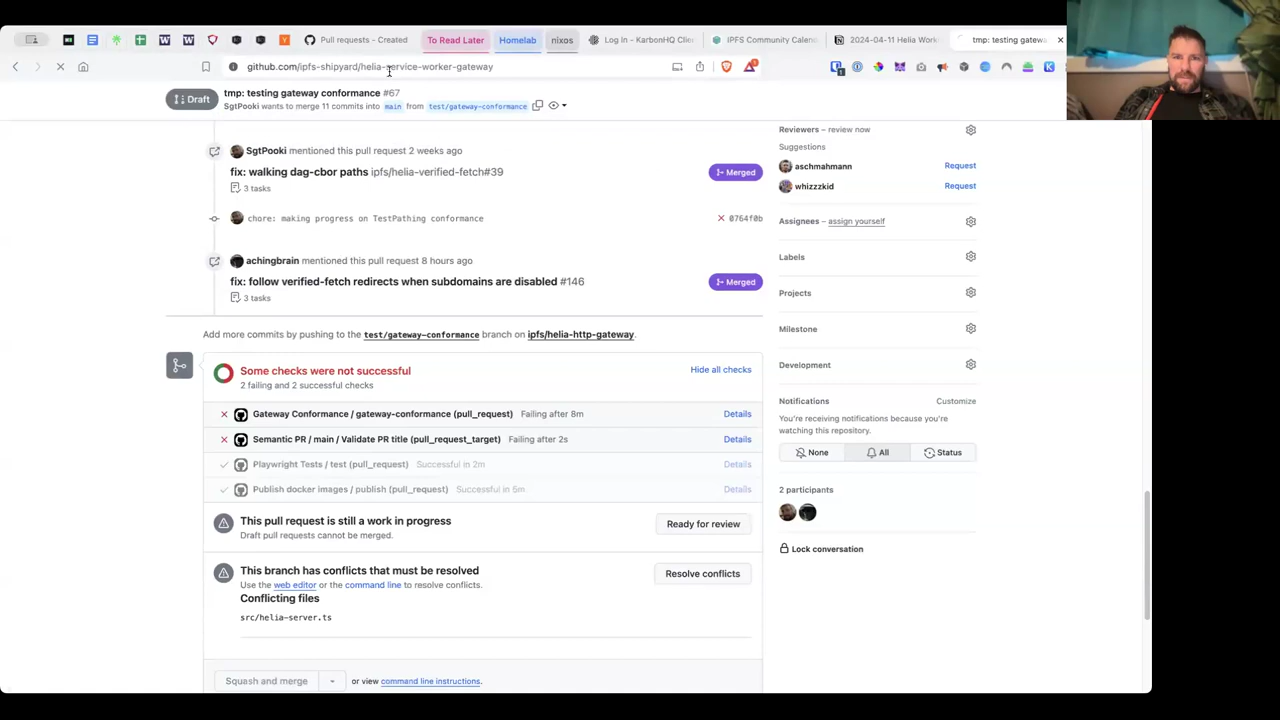 Pull requests - Created
To Read Later
Homelab
nixos
Log In – KarbonHQ Clie
IPFS Community Calen
2024-04-11 Helia Work
tmp: testing gatew
github.com/ipfs-shipyard/helia-service-worker-gateway
Draft
tmp: testing gateway conformance #67
SgtPooki wants to merge 11 commits into main from test/gateway-conformance
SgtPooki mentioned this pull request 2 weeks ago
fix: walking dag-cbor paths ipfs/helia-verified-fetch#39
Merged
3 tasks
chore: making progress on TestPathing conformance
0764f0b
achingbrain mentioned this pull request 8 hours ago
fix: follow verified-fetch redirects when subdomains are disabled #146
Merged
3 tasks
Add more commits by pushing to the test/gateway-conformance branch on ipfs/helia-http-gateway.
Some checks were not successful
Hide all checks
2 failing and 2 successful checks
Gateway Conformance / gateway-conformance (pull_request) Failing after 8m
Details
Semantic PR / main / Validate PR title (pull_request_target) Failing after 2s
Details
Playwright Tests / test (pull_request) Successful in 2m
Details
Publish docker images / publish (pull_request) Successful in 6m
Details
This pull request is still a work in progress
Draft pull requests cannot be merged.
Ready for review
This branch has conflicts that must be resolved
Use the web editor or the command line to resolve conflicts.
Resolve conflicts
Conflicting files
src/helia-server.ts
Squash and merge
or view command line instructions.
Reviewers – review now
Suggestions
aschmahmann
Request
whizzzkid
Request
Assignees – assign yourself
Labels
Projects
Milestone
Development
Notifications
Customize
You're receiving notifications because you're
watching this repository.
None
All
Status
2 participants
Lock conversation